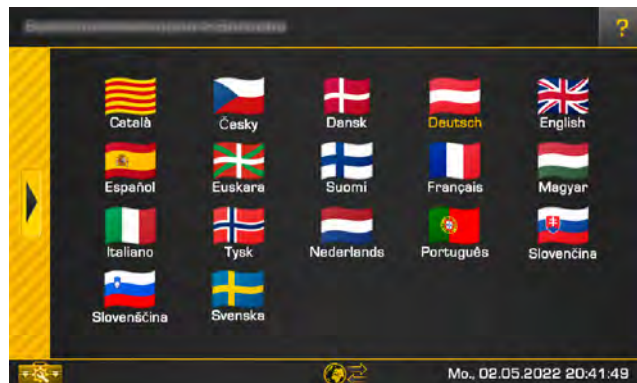 ?
Català Česky Dansk Deutsch English
Español Euskara Suomi Français Magyar
Italiano Tysk Nederlands Português Slovenčina
Slovenščina Svenska
Mo., 02.05.2022 20:41:49